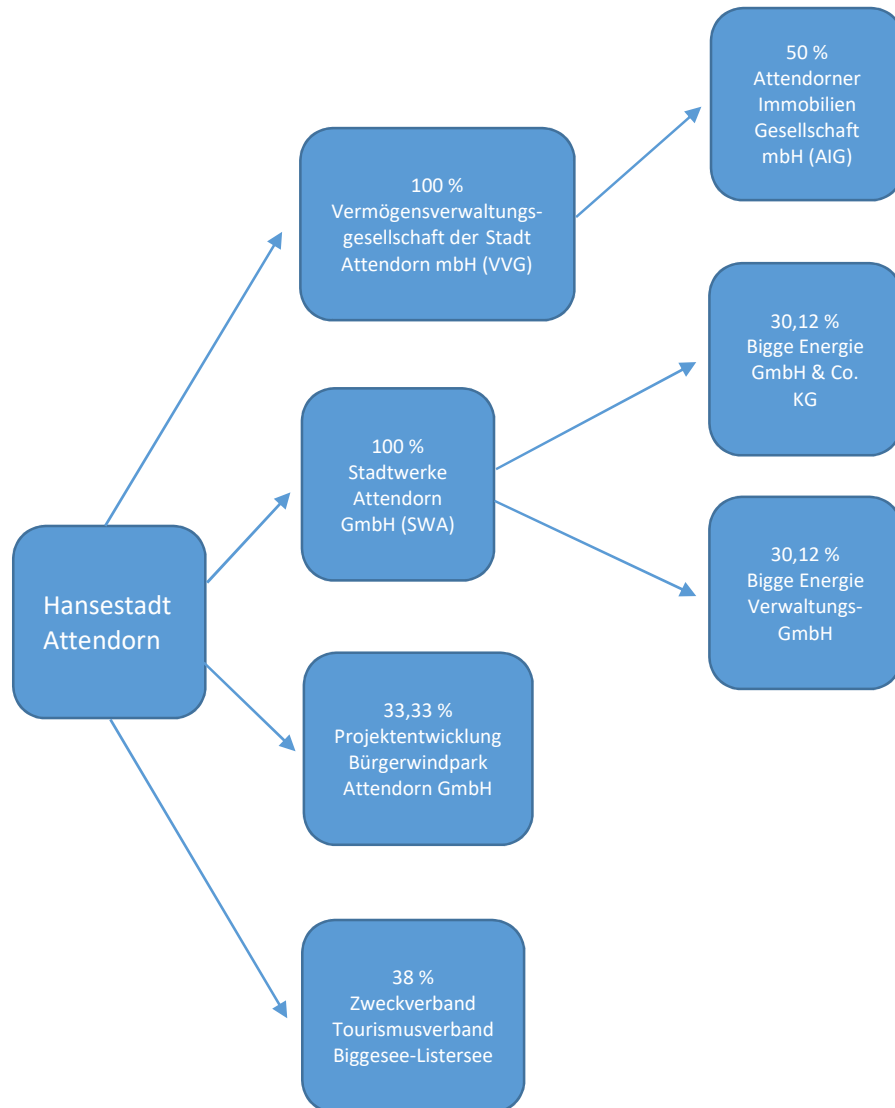 Hansestadt
Attendorn
100 %
Vermögensverwaltungs-
gesellschaft der Stadt
Attendorn mbH (VVG)
100 %
Stadtwerke
Attendorn
GmbH (SWA)
33,33 %
Projektentwicklung
Bürgerwindpark
Attendorn GmbH
38 %
Zweckverband
Tourismusverband
Biggesee-Listersee
50 %
Attendorner
Immobilien
Gesellschaft
mbH (AIG)
30,12 %
Bigge Energie
GmbH & Co.
KG
30,12 %
Bigge Energie
Verwaltungs-
GmbH